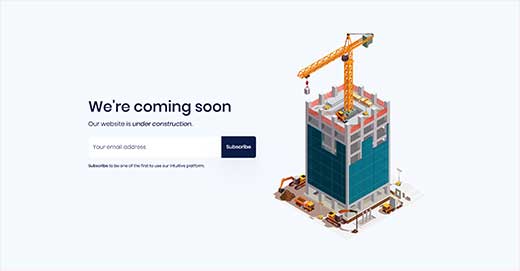 We're coming soon
Our website is under construction.
Your email address
Subscribe
Subscribe to be one of the first to use our intuitive platform.